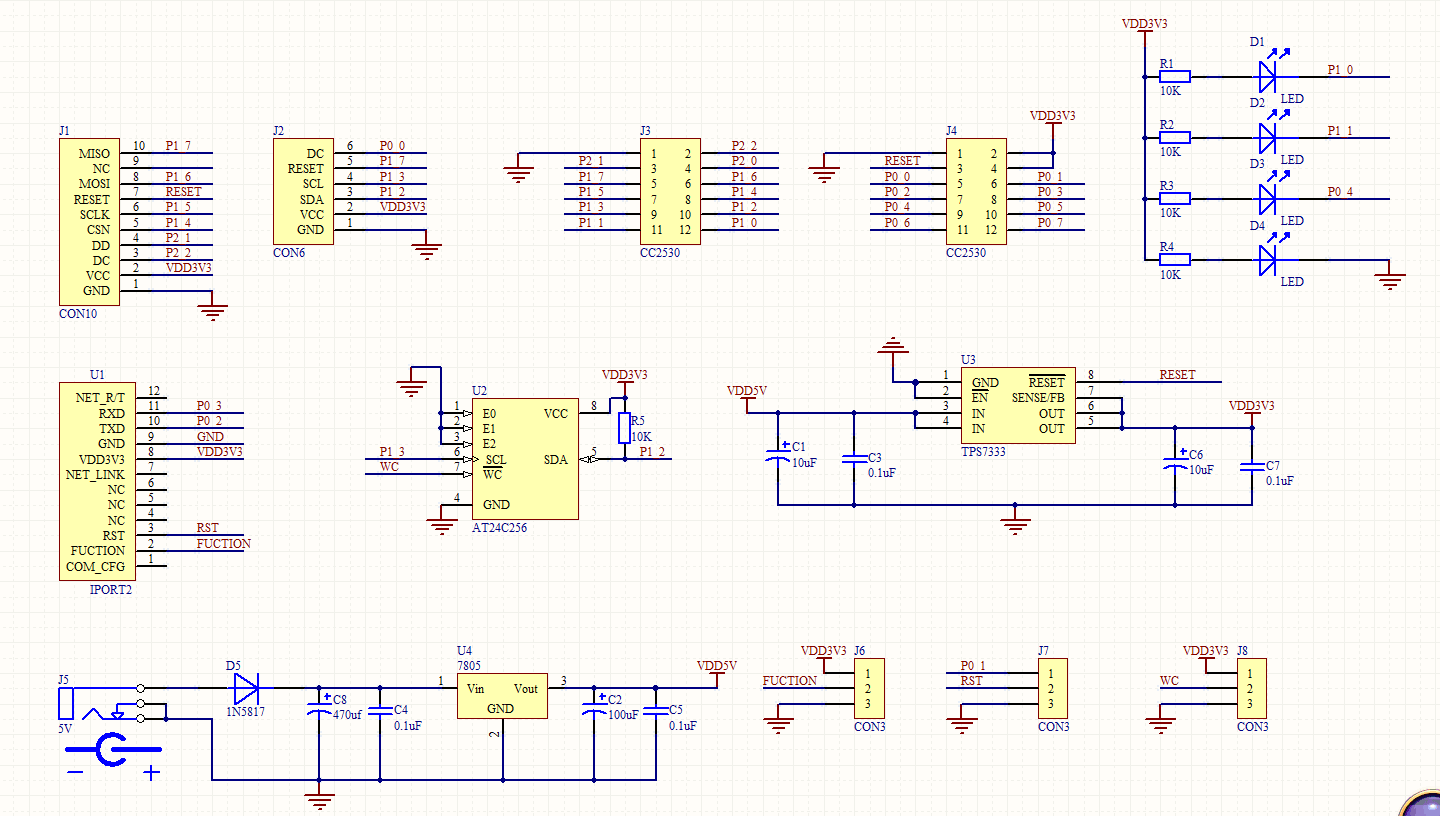 VDD3V3
D1
R1
P1_0
10K
LED
D2
R2
P1_1
10K
LED
D3
R3
P0_4
10K
LED
D4
R4
10K
LED
J1
MISO 10 P1_7
NC 9
MOSI 8 P1_6
RESET 7 RESET
SCLK 6 P1_5
CSN 5 P1_4
DD 4 P2_1
DC 3 P2_2
VCC 2 VDD3V3
GND 1
CON10
J2
DC 6 P0_0
RESET 5 P1_7
SCL 4 P1_3
SDA 3 P1_2
VCC 2 VDD3V3
GND 1
CON6
J3
1 2 P2_2
P2_1 3 4 P2_0
P1_7 5 6 P1_6
P1_5 7 8 P1_4
P1_3 9 10 P1_2
P1_1 11 12 P1_0
CC2530
VDD3V3
J4
1 2
RESET 3 4
P0_0 5 6 P0_1
P0_2 7 8 P0_3
P0_4 9 10 P0_5
P0_6 11 12 P0_7
CC2530
U1
NET_R/T 12
RXD 11 P0_3
TXD 10 P0_2
GND 9 GND
VDD3V3 8 VDD3V3
NET_LINK 7
NC 6
NC 5
NC 4
RST 3 RST
FUCTION 2 FUCTION
COM_CFG 1
IPORT2
U2
VDD3V3
1 E0 VCC 8
2 E1
R5
10K
3 E2
P1_3 6 SCL SDA 5 P1_2
WC 7 WC
4 GND
AT24C256
U3
VDD5V
1 GND RESET 8 RESET
2 EN SENSE/FB 7
3 IN OUT 6
4 IN OUT 5
TPS7333
VDD3V3
C1
10uF
C3
0.1uF
C6
10uF
C7
0.1uF
J5
5V
D5
1N5817
C8
470uf
C4
0.1uF
U4
7805
1 Vin Vout 3
GND
2
VDD5V
C2
100uF
C5
0.1uF
VDD3V3 J6
1
FUCTION 2
3
CON3
J7
P0_1 1
RST 2
3
CON3
VDD3V3 J8
1
WC 2
3
CON3